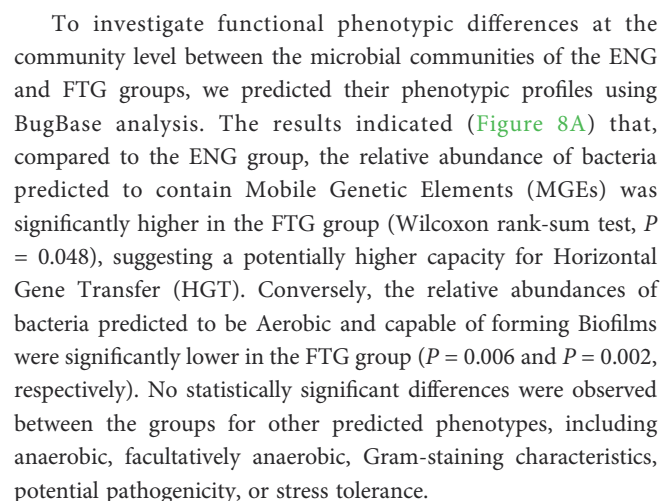 To investigate functional phenotypic differences at the
community level between the microbial communities of the ENG
and FTG groups, we predicted their phenotypic profiles using
BugBase analysis. The results indicated (Figure 8A) that,
compared to the ENG group, the relative abundance of bacteria
predicted to contain Mobile Genetic Elements (MGEs) was
significantly higher in the FTG group (Wilcoxon rank-sum test, P
= 0.048), suggesting a potentially higher capacity for Horizontal
Gene Transfer (HGT). Conversely, the relative abundances of
bacteria predicted to be Aerobic and capable of forming Biofilms
were significantly lower in the FTG group (P = 0.006 and P = 0.002,
respectively). No statistically significant differences were observed
between the groups for other predicted phenotypes, including
anaerobic, facultatively anaerobic, Gram-staining characteristics,
potential pathogenicity, or stress tolerance.